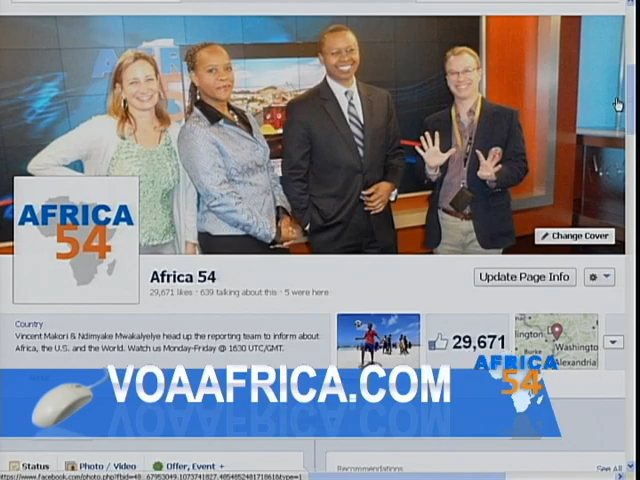 AFRICA
54
Change Cover
Africa 54
29,671 likes · 639 talking about this · 5 were here
Update Page Info
Country
Vincent Makori & Ndimyake Mwakalyelye head up the reporting team to inform about
Africa, the U.S. and the World. Watch us Monday-Friday @ 1630 UTC/GMT.
29,671
lington
Burke
Washingto
Alexandria
AFRICA
54
VOAAFRICA.COM
Status
Photo / Video
Offer, Event +
Recommendations
See All